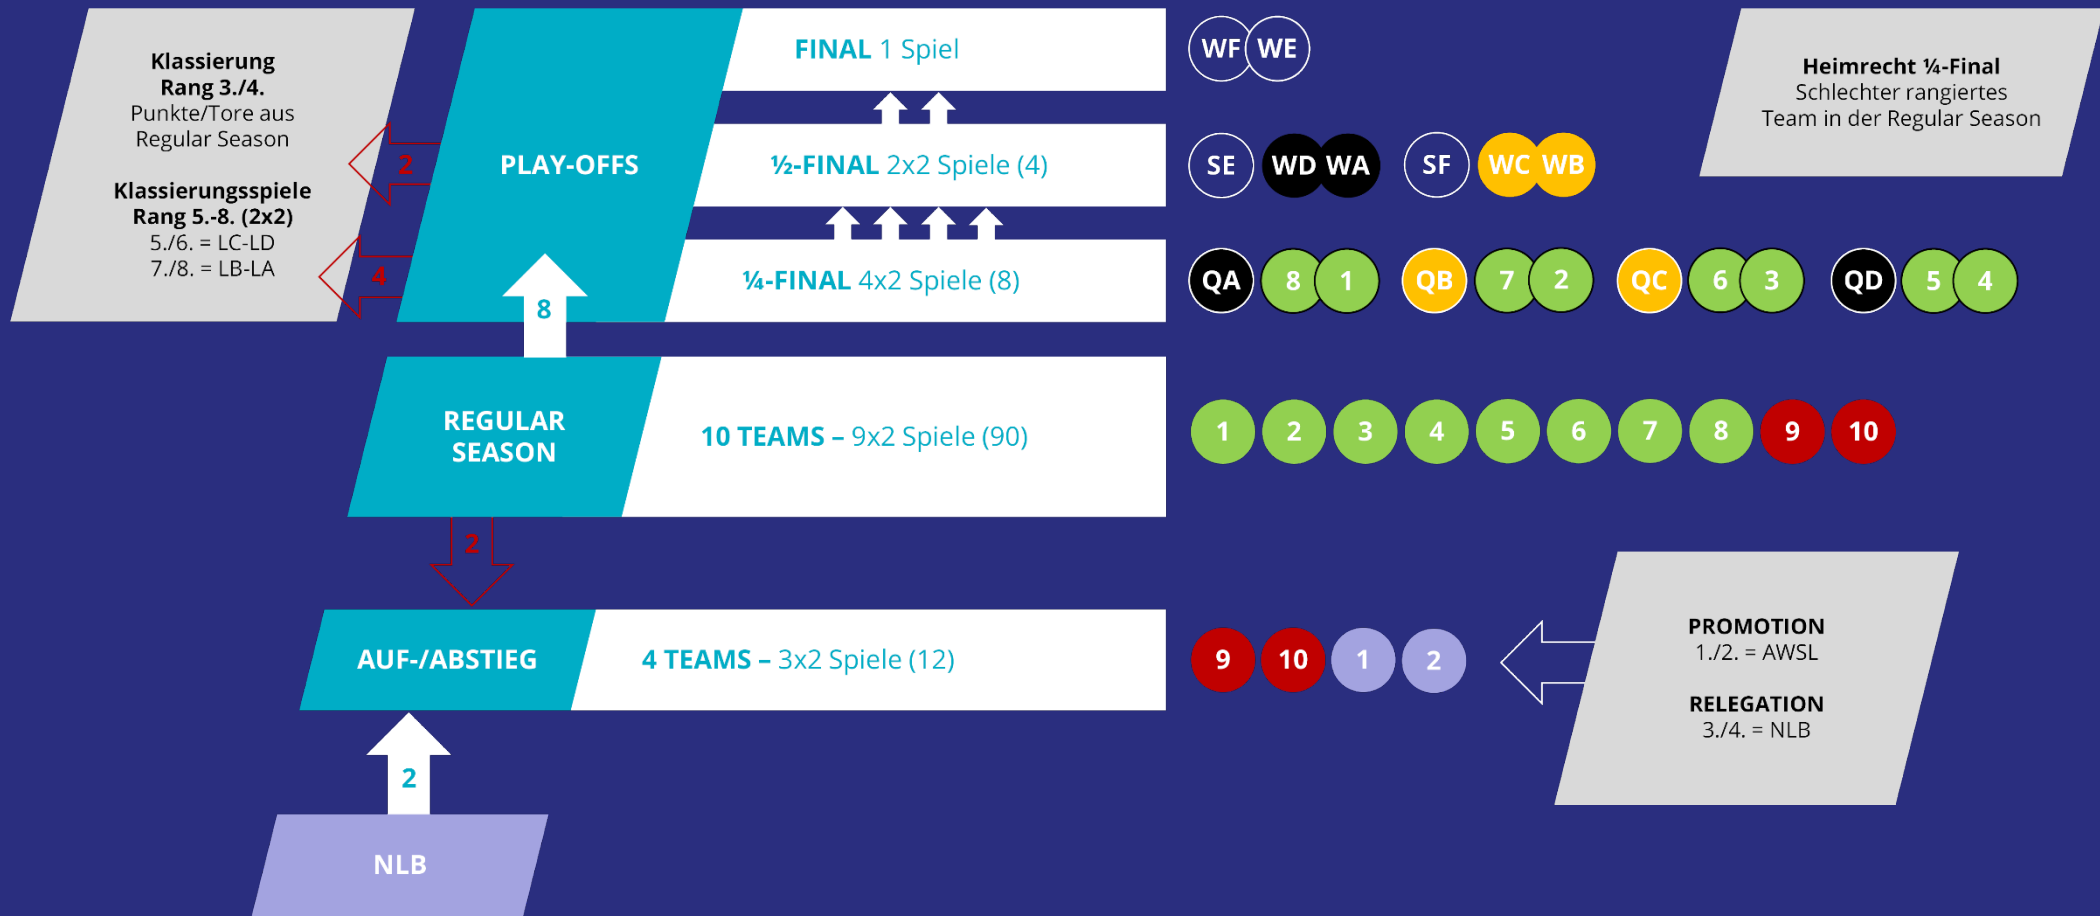 Klassierung
Rang 3./4.
Punkte/Tore aus
Regular Season
Klassierungsspiele
Rang 5.-8. (2x2)
5./6. = LC-LD
7./8. = LB-LA
2
4
PLAY-OFFS
8
FINAL 1 Spiel
WF WE
½-FINAL 2x2 Spiele (4)
SE WD WA SF WC WB
¼-FINAL 4x2 Spiele (8)
QA 8 1 QB 7 2 QC 6 3 QD 5 4
Heimrecht ¼-Final
Schlechter rangiertes
Team in der Regular Season
REGULAR
SEASON
10 TEAMS – 9x2 Spiele (90)
1 2 3 4 5 6 7 8 9 10
2
AUF-/ABSTIEG
4 TEAMS – 3x2 Spiele (12)
9 10 1 2
PROMOTION
1./2. = AWSL
RELEGATION
3./4. = NLB
2
NLB